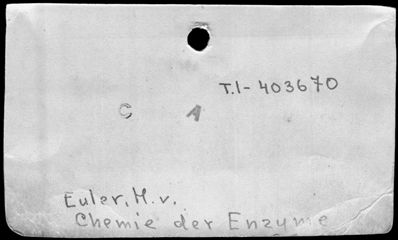 T.I-403670
C A
Euler, H. v.
Chemie der Enzyme